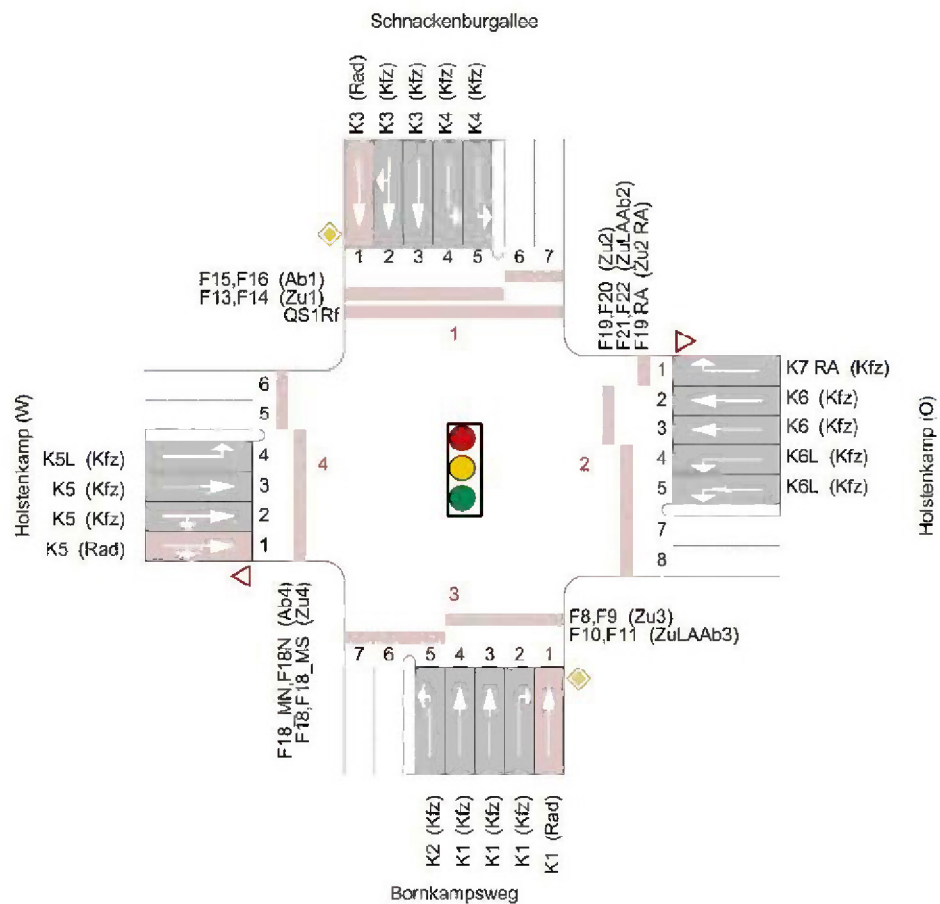 Schnackenburgallee
K3 (Rad)
K3 (Kfz)
K3 (Kfz)
K4 (Kfz)
K4 (Kfz)
1 2 3 4 5 6 7
F15,F16 (Ab1)
F13,F14 (Zu1)
QS1Rf
1
F19,F20 (Zu2)
F21,F22 (ZuLAAb2)
F19 RA (Zu2 RA)
Holstenkamp (W)
6
5
4
3
2
1
K5L (Kfz)
K5 (Kfz)
K5 (Kfz)
K5 (Rad)
4
2
1
2
3
4
5
7
8
K7 RA (Kfz)
K6 (Kfz)
K6 (Kfz)
K6L (Kfz)
K6L (Kfz)
Holstenkamp (O)
3
F18_MN,F18N (Ab4)
F18,F18_MS (Zu4)
F8,F9 (Zu3)
F10,F11 (ZuLAAb3)
7 6 5 4 3 2 1
K2 (Kfz)
K1 (Kfz)
K1 (Kfz)
K1 (Kfz)
K1 (Rad)
Bornkampsweg